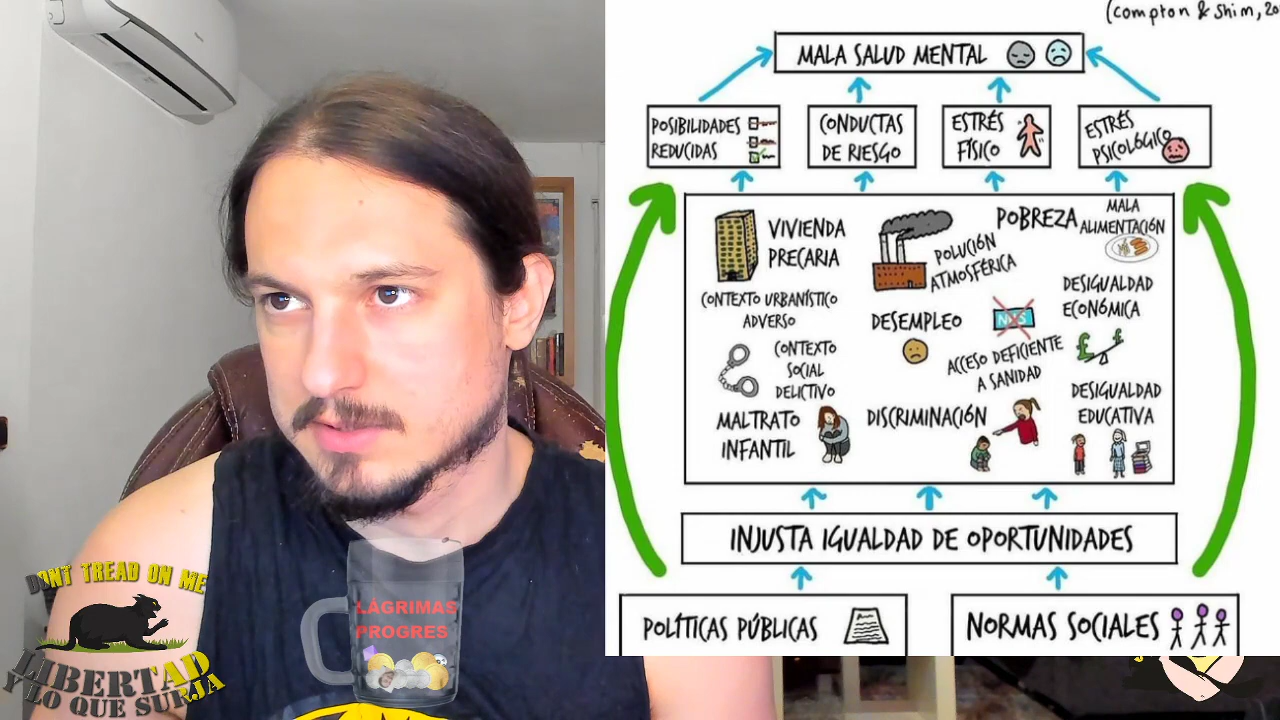 (compton & Shim, 20
MALA SALUD MENTAL
POSIBILIDADES
REDUCIDAS
CONDUCTAS
DE RIESGO
ESTRÉS
FÍSICO
ESTRÉS
PSICOLÓGICO
VIVIENDA
PRECARIA
POLUCIÓN
ATMOSFÉRICA
POBREZA
MALA
ALIMENTACIÓN
CONTEXTO URBANÍSTICO
ADVERSO
DESEMPLEO
DESIGUALDAD
ECONÓMICA
CONTEXTO
SOCIAL
DELICTIVO
ACCESO DEFICIENTE
A SANIDAD
MALTRATO
INFANTIL
DISCRIMINACIÓN
DESIGUALDAD
EDUCATIVA
INJUSTA IGUALDAD DE OPORTUNIDADES
POLÍTICAS PÚBLICAS
NORMAS SOCIALES
DONT TREAD ON ME
LIBERTAD
Y LO QUE SURJA
LÁGRIMAS
PROGRES